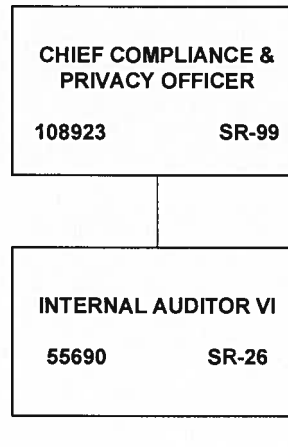 CHIEF COMPLIANCE &
PRIVACY OFFICER
108923 SR-99
INTERNAL AUDITOR VI
55690 SR-26